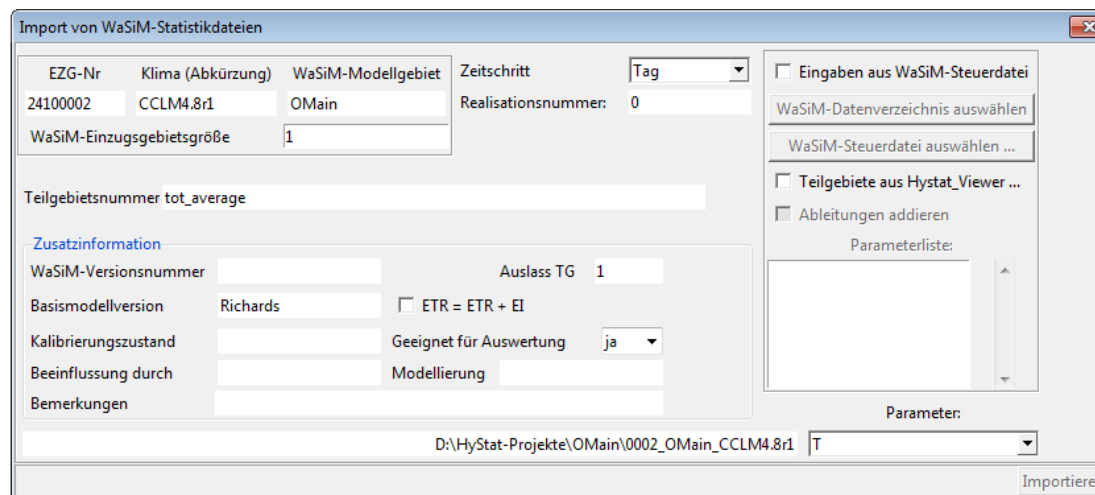 Import von WaSiM-Statistikdateien
EZG-Nr Klima (Abkürzung) WaSiM-Modellgebiet
24100002 CCLM4.8r1 OMain
WaSiM-Einzugsgebietsgröße 1
Zeitschritt Tag
Realisationsnummer: 0
Eingaben aus WaSiM-Steuerdatei
WaSiM-Datenverzeichnis auswählen
WaSiM-Steuerdatei auswählen ...
Teilgebiete aus Hystat_Viewer ...
Ableitungen addieren
Parameterliste:
Teilgebietsnummer tot_average
Zusatzinformation
WaSiM-Versionsnummer Auslass TG 1
Basismodellversion Richards ETR = ETR + EI
Kalibrierungszustand Geeignet für Auswertung ja
Beeinflussung durch Modellierung
Bemerkungen
Parameter:
D:\HyStat-Projekte\OMain\0002_OMain_CCLM4.8r1 T
Importiere